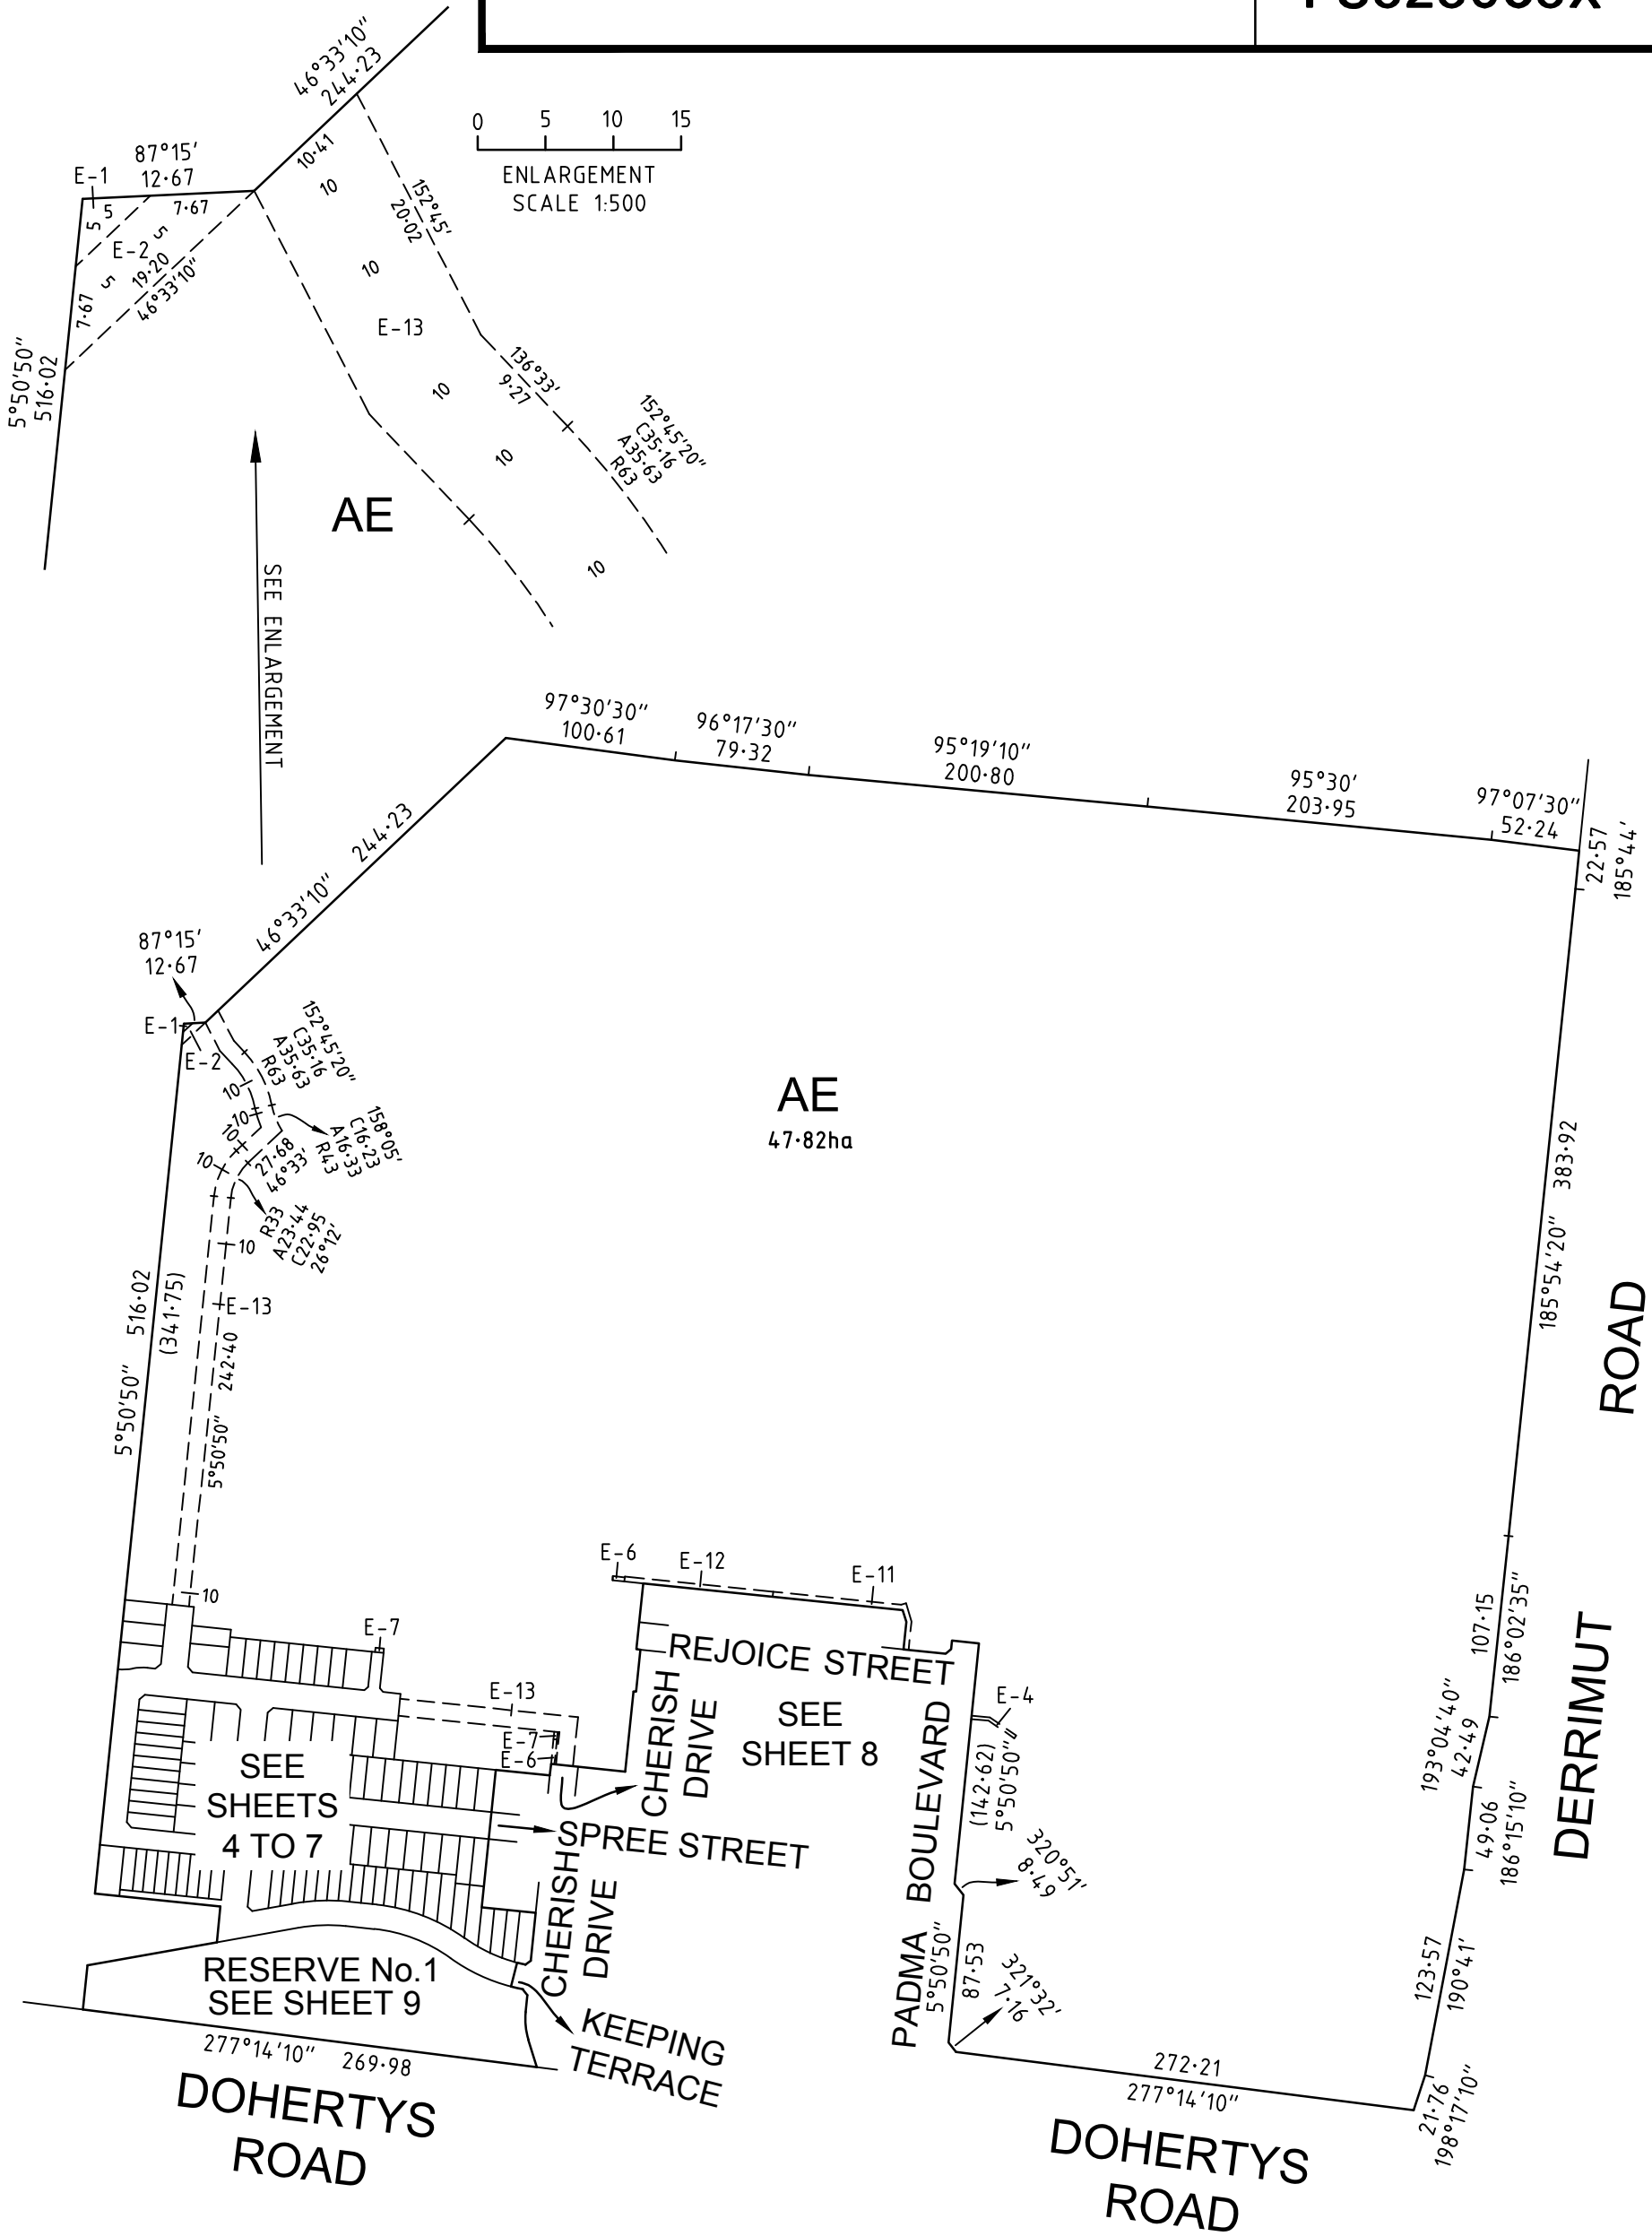 46°33'10"
244·23
0 5 10 15
ENLARGEMENT
SCALE 1:500
87°15'
12·67
E-1
5
5
7·67
10·41
10
152°45'
20·02
E-2
5
5
19·20
46°33'10"
7·67
10
E-13
5°50'50"
516·02
136°33'
9·27
10
152°45'20"
C35·16
A35·63
R63
10
AE
10
SEE ENLARGEMENT
97°30'30"
100·61
96°17'30"
79·32
95°19'10"
200·80
95°30'
203·95
97°07'30"
52·24
22·57
185°44'
244·23
46°33'10"
87°15'
12·67
E-1
E-2
152°45'20"
C35·16
A35·63
R63
10
10
10
10
158°05'
C16·23
A16·33
R43
27·68
46°33'
R33
A23·44
C22·95
26°12'
10
E-13
AE
47·82ha
383·92
185°54'20"
516·02
(341·75)
5°50'50"
242·40
5°50'50"
10
ROAD
DERRIMUT
E-6
E-12
E-11
E-7
REJOICE STREET
CHERISH
DRIVE
SEE
SHEET 8
E-13
E-7
E-6
E-4
107·15
186°02'35"
193°04'40"
42·49
49·06
186°15'10"
SEE
SHEETS
4 TO 7
SPREE STREET
CHERISH
DRIVE
PADMA BOULEVARD
(142·62)
5°50'50"
320°51'
8·49
5°50'50"
87·53
321°32'
7·16
123·57
190°41'
RESERVE No.1
SEE SHEET 9
KEEPING
TERRACE
277°14'10" 269·98
DOHERTYS
ROAD
272·21
277°14'10"
21·76
198°17'10"
DOHERTYS
ROAD